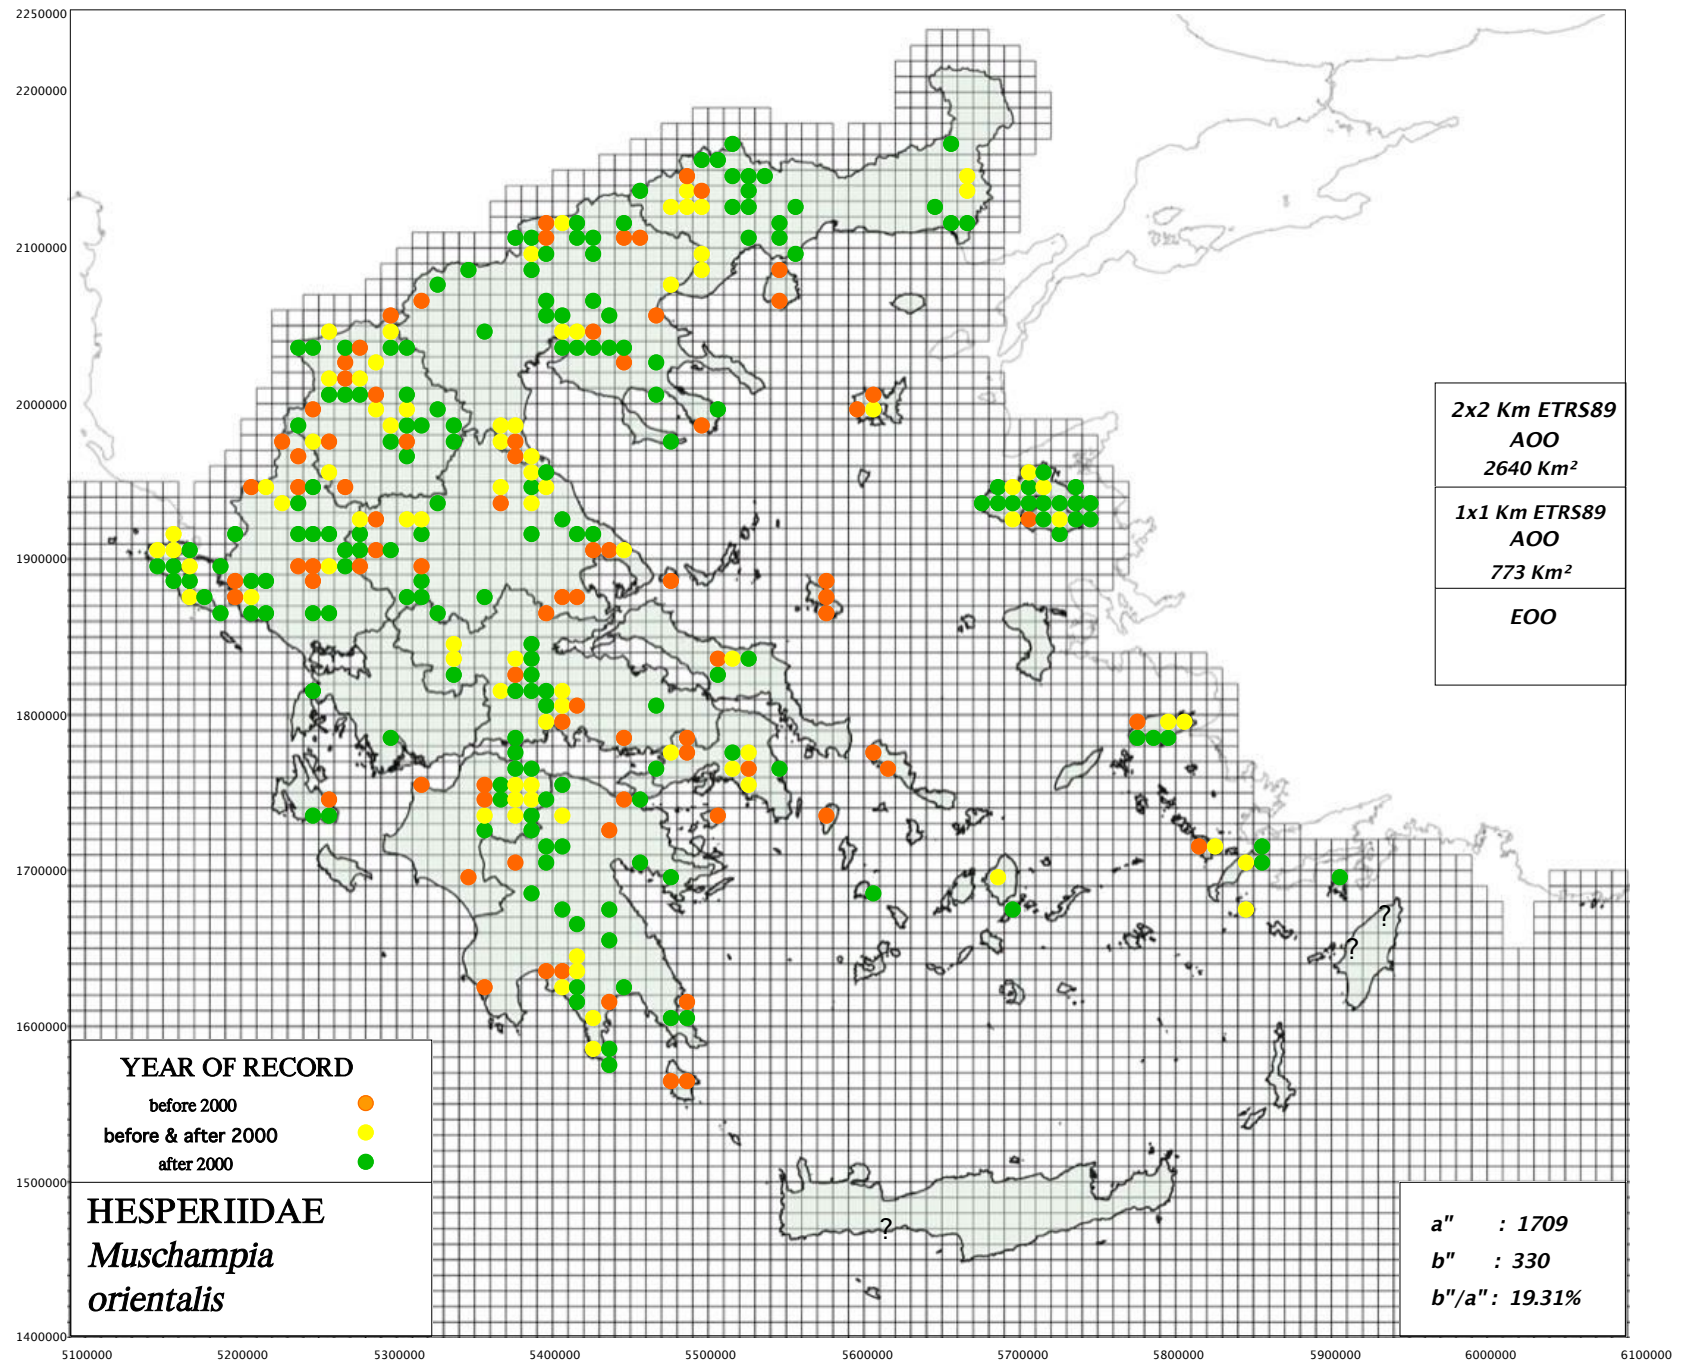 2250000
2200000
2100000
2000000
1900000
1800000
1700000
1600000
1500000
1400000
2x2 Km ETRS89
AOO
2640 Km²
1x1 Km ETRS89
AOO
773 Km²
EOO
?
?
?
YEAR OF RECORD
before 2000
before & after 2000
after 2000
HESPERIIDAE
Muschampia
orientalis
a" : 1709
b" : 330
b"/a" : 19.31%
5100000 5200000 5300000 5400000 5500000 5600000 5700000 5800000 5900000 6000000 6100000